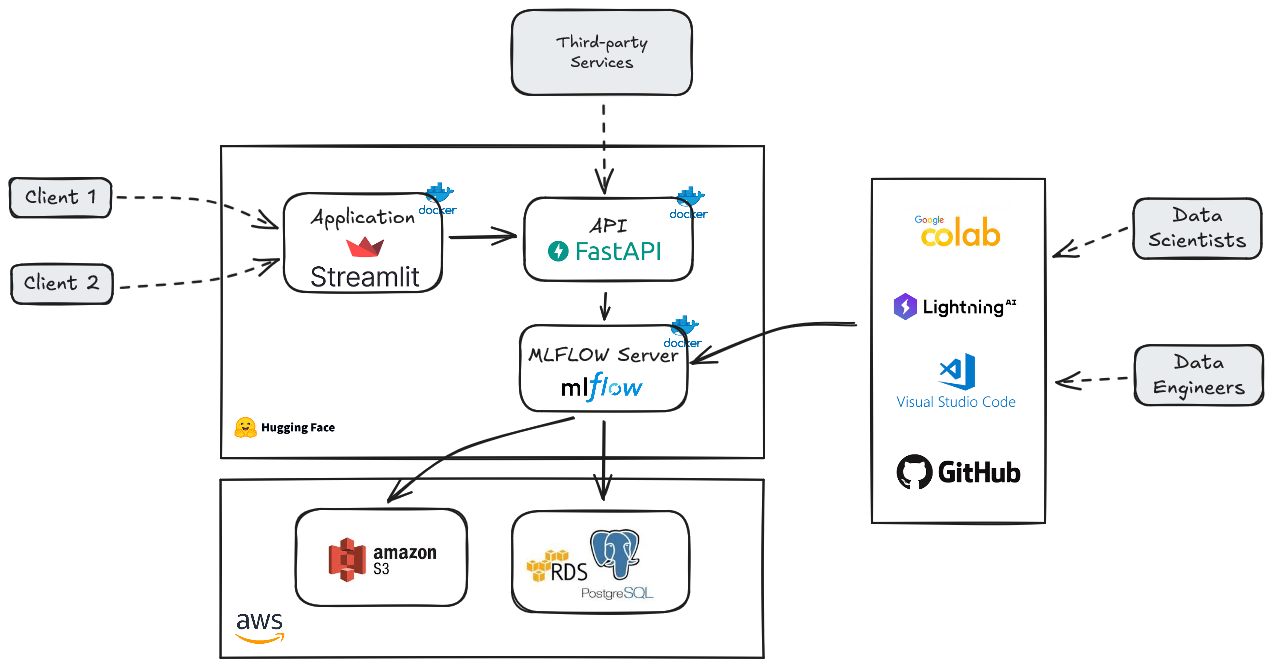 Third-party
Services
Client 1
Client 2
Application
Streamlit
docker
API
FastAPI
docker
MLFLOW Server
mlflow
docker
Hugging Face
amazon
S3
RDS
PostgreSQL
aws
Google
colab
Lightning AI
Visual Studio Code
GitHub
Data
Scientists
Data
Engineers